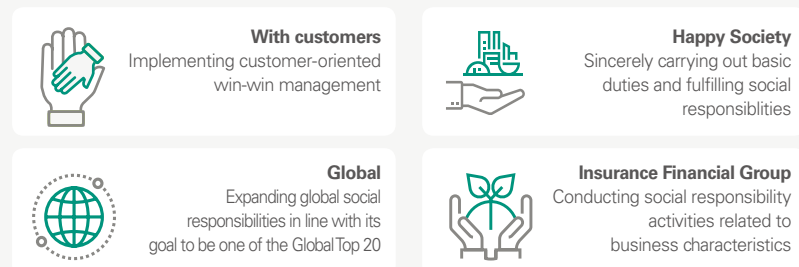 With customers
Implementing customer-oriented
win-win management
Happy Society
Sincerely carrying out basic
duties and fulfilling social
responsiblities
Global
Expanding global social
responsibilities in line with its
goal to be one of the Global Top 20
Insurance Financial Group
Conducting social responsibility
activities related to
business characteristics